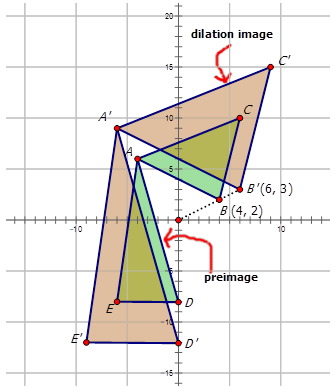 20
dilation image
15
C'
A'
10
C
A
5
B'(6, 3)
B (4, 2)
-10
10
-5
preimage
E
D
E'
D'
-10
-15